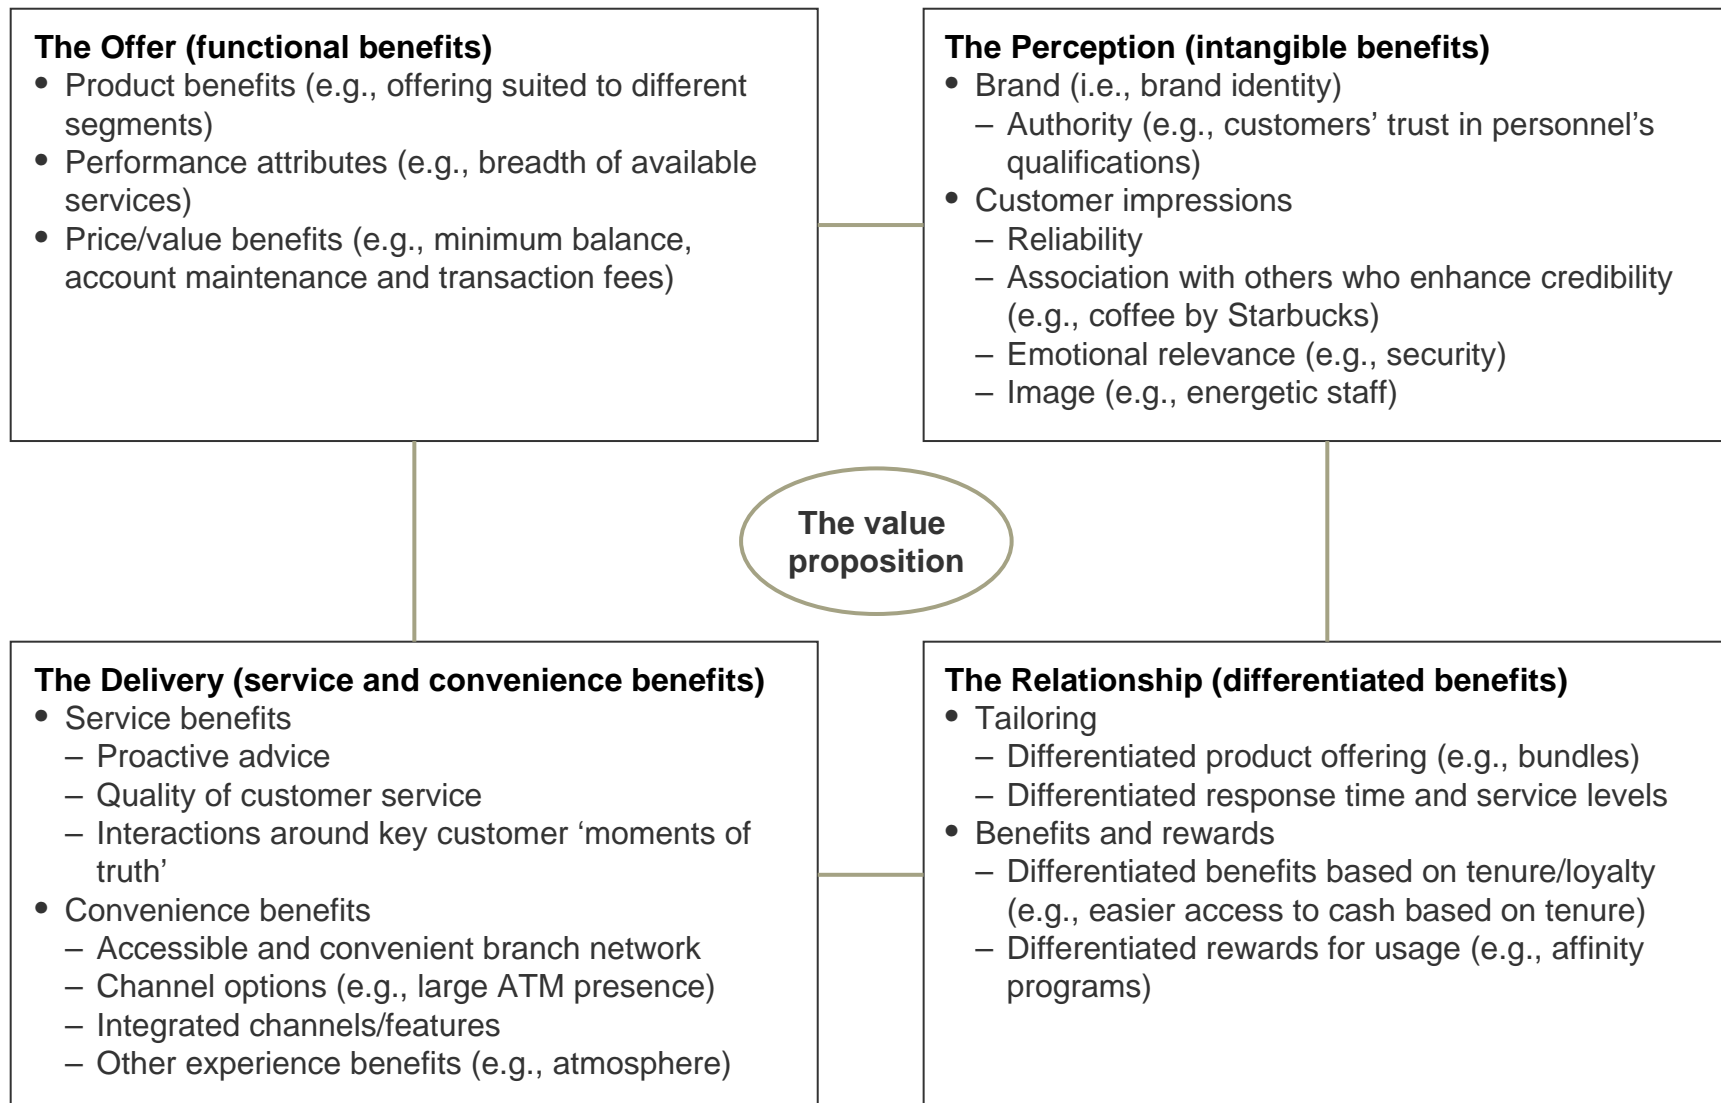 The Offer (functional benefits)
• Product benefits (e.g., offering suited to different
segments)
• Performance attributes (e.g., breadth of available
services)
• Price/value benefits (e.g., minimum balance,
account maintenance and transaction fees)
The Perception (intangible benefits)
• Brand (i.e., brand identity)
– Authority (e.g., customers’ trust in personnel’s
qualifications)
• Customer impressions
– Reliability
– Association with others who enhance credibility
(e.g., coffee by Starbucks)
– Emotional relevance (e.g., security)
– Image (e.g., energetic staff)
The value
proposition
The Delivery (service and convenience benefits)
• Service benefits
– Proactive advice
– Quality of customer service
– Interactions around key customer ‘moments of
truth’
• Convenience benefits
– Accessible and convenient branch network
– Channel options (e.g., large ATM presence)
– Integrated channels/features
– Other experience benefits (e.g., atmosphere)
The Relationship (differentiated benefits)
• Tailoring
– Differentiated product offering (e.g., bundles)
– Differentiated response time and service levels
• Benefits and rewards
– Differentiated benefits based on tenure/loyalty
(e.g., easier access to cash based on tenure)
– Differentiated rewards for usage (e.g., affinity
programs)